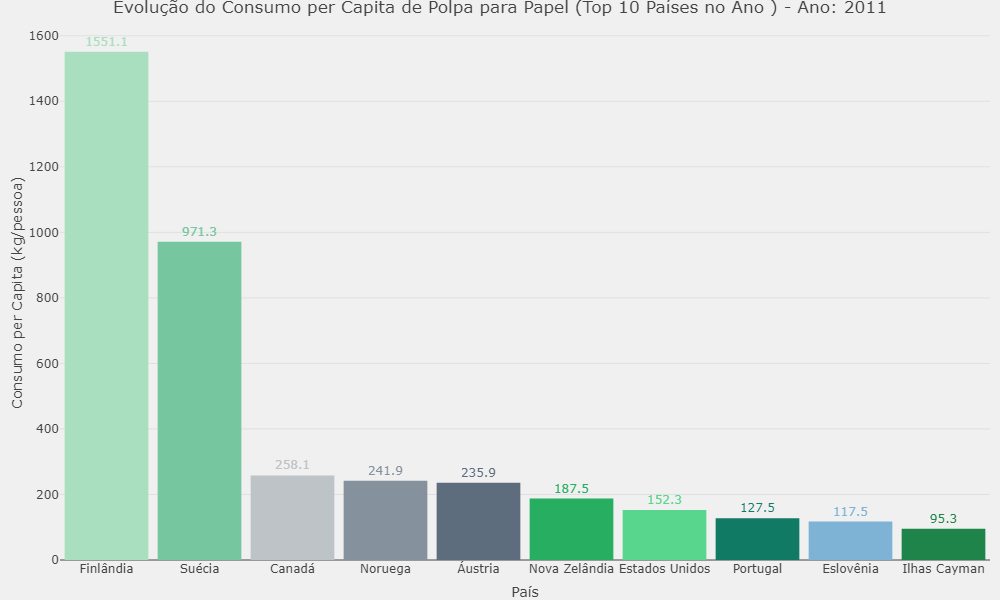 Evolução do Consumo per Capita de Polpa para Papel (Top 10 Países no Ano ) - Ano: 2011
Consumo per Capita (kg/pessoa)
1600
1400
1200
1000
800
600
400
200
0
1551.1
971.3
258.1
241.9
235.9
187.5
152.3
127.5
117.5
95.3
Finlândia
Suécia
Canadá
Noruega
Áustria
Nova Zelândia
Estados Unidos
Portugal
Eslovênia
Ilhas Cayman
País